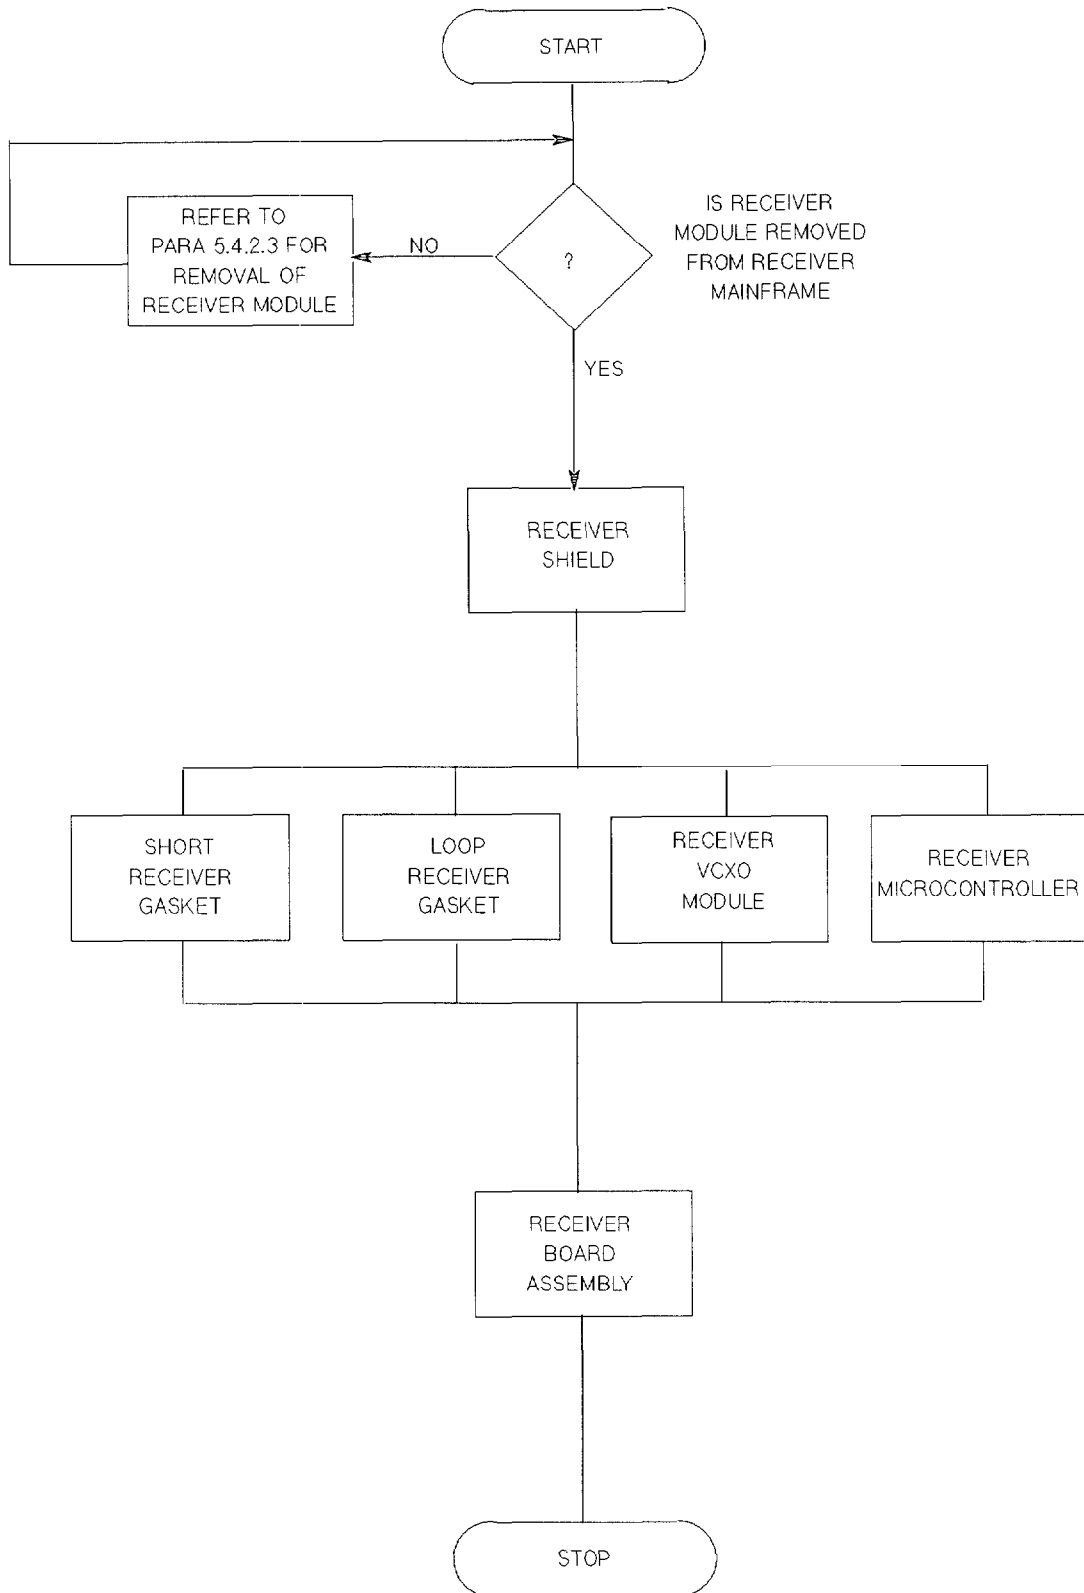 START
IS RECEIVER
MODULE REMOVED
FROM RECEIVER
MAINFRAME
?
NO
REFER TO
PARA 5.4.2.3 FOR
REMOVAL OF
RECEIVER MODULE
YES
RECEIVER
SHIELD
SHORT
RECEIVER
GASKET
LOOP
RECEIVER
GASKET
RECEIVER
VCXO
MODULE
RECEIVER
MICROCONTROLLER
RECEIVER
BOARD
ASSEMBLY
STOP